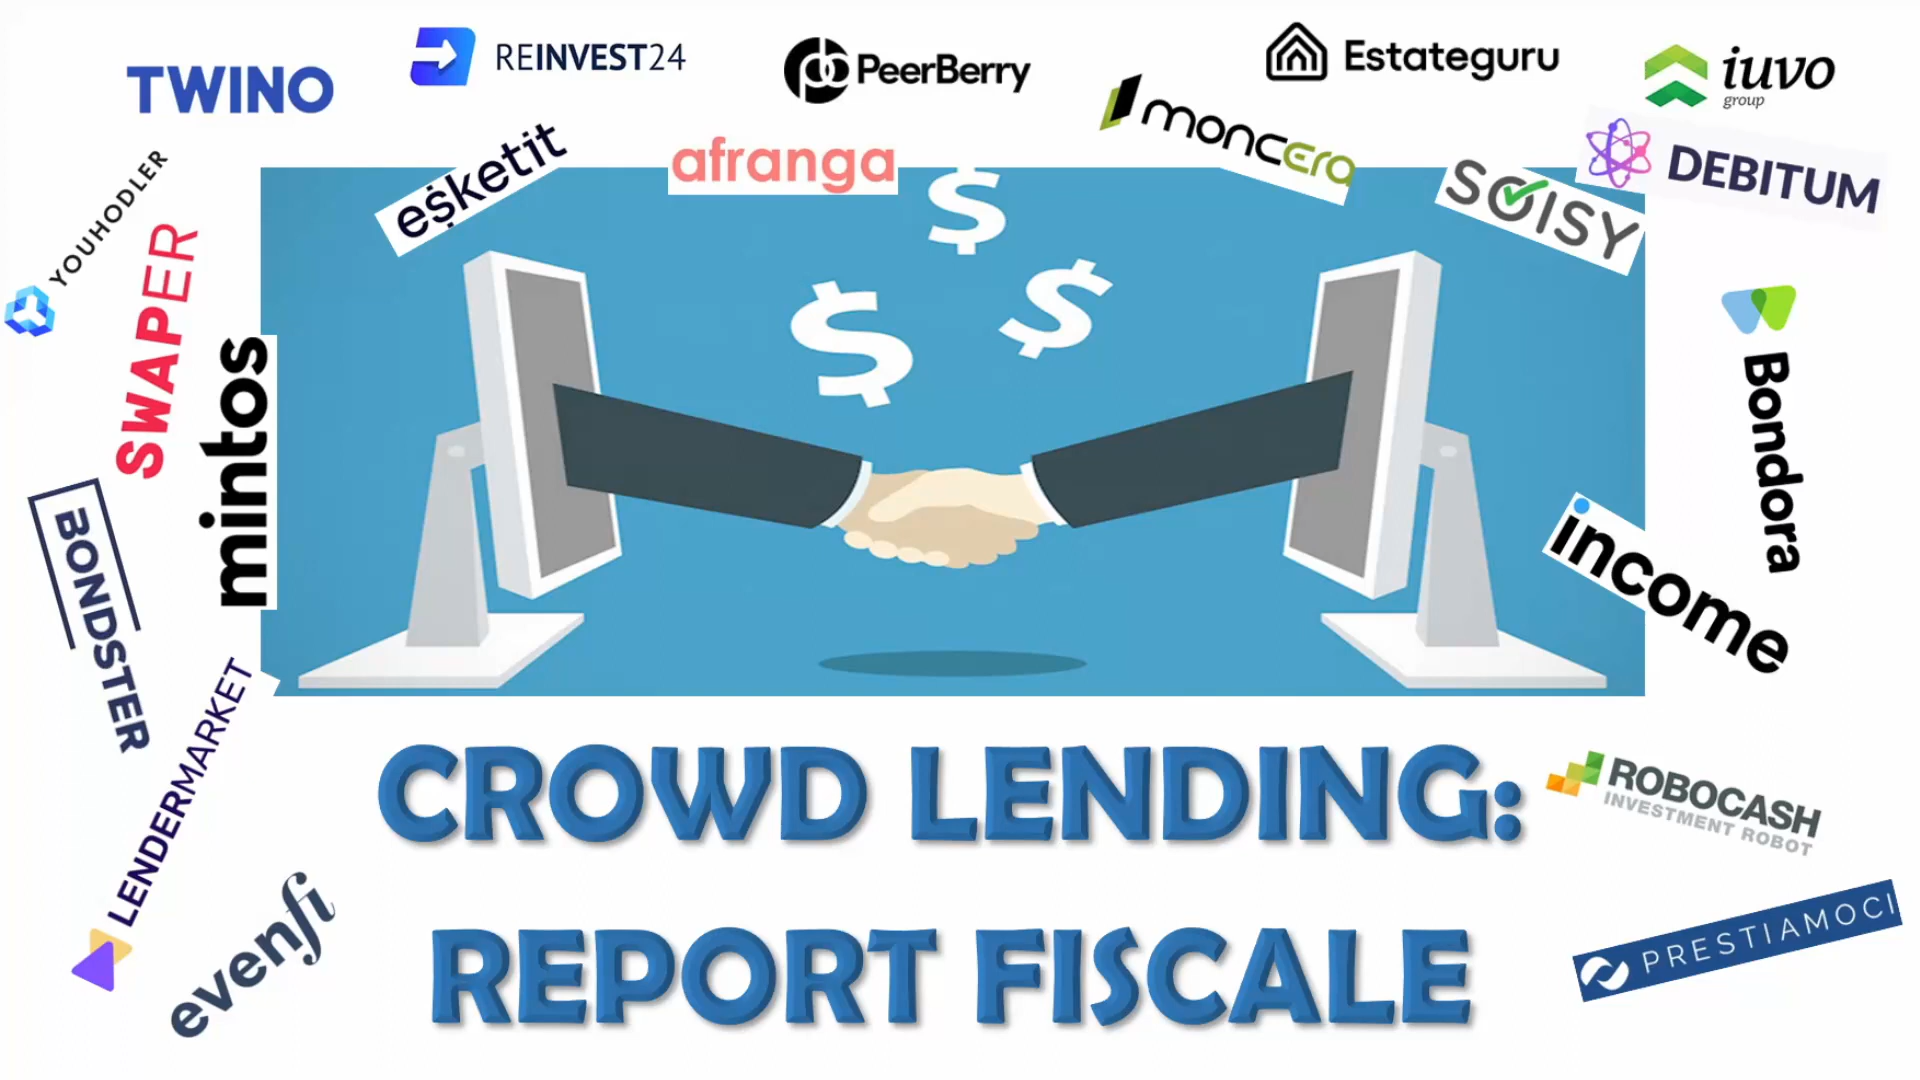 TWINO
REINVEST24
PeerBerry
Estateguru
iuvo
group
moncera
esketit
afranga
SOISY
DEBITUM
YOUHODLER
SWAPER
mintos
Bondora
BONDSTER
income
LENDERMARKET
evenfi
CROWD LENDING:
REPORT FISCALE
ROBOCASH
INVESTMENT ROBOT
PRESTIAMOCI